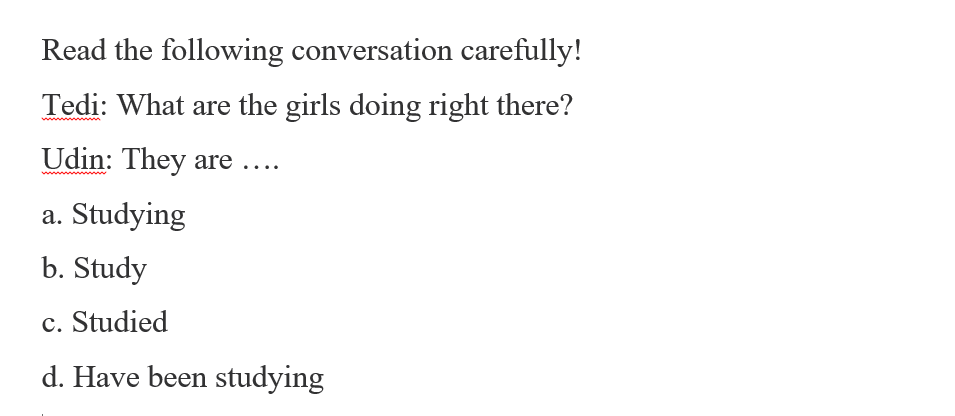 Read the following conversation carefully!
Tedi: What are the girls doing right there?
Udin: They are ….
a. Studying
b. Study
c. Studied
d. Have been studying